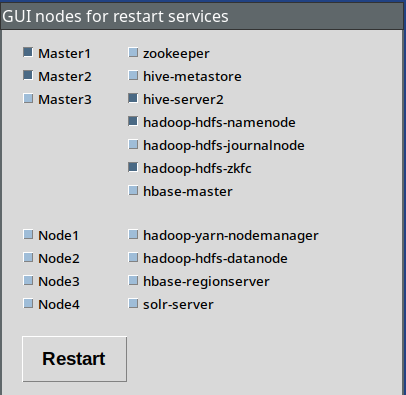 GUI nodes for restart services
Master1 zookeeper
Master2 hive-metastore
Master3 hive-server2
hadoop-hdfs-namenode
hadoop-hdfs-journalnode
hadoop-hdfs-zkfc
hbase-master
Node1 hadoop-yarn-nodemanager
Node2 hadoop-hdfs-datanode
Node3 hbase-regionserver
Node4 solr-server
Restart